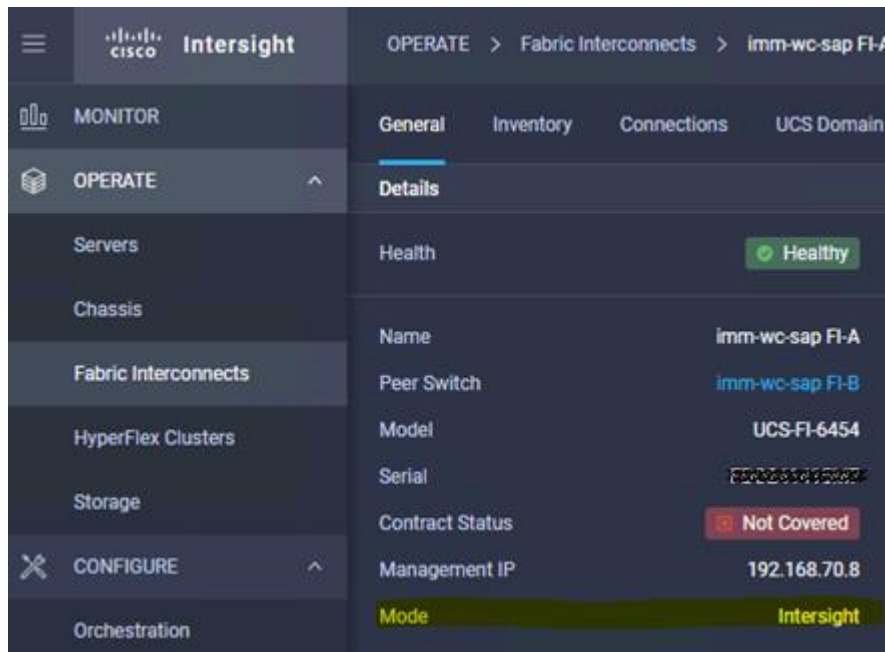 CISCO Intersight
OPERATE > Fabric Interconnects > imm-wc-sap FI-A
MONITOR
General Inventory Connections UCS Domain
OPERATE
Details
Servers
Health Healthy
Chassis
Name imm-wc-sap FI-A
Fabric Interconnects
Peer Switch imm-wc-sap FI-B
HyperFlex Clusters
Model UCS-FI-6454
Serial
Storage
Contract Status Not Covered
CONFIGURE
Management IP 192.168.70.8
Mode Intersight
Orchestration